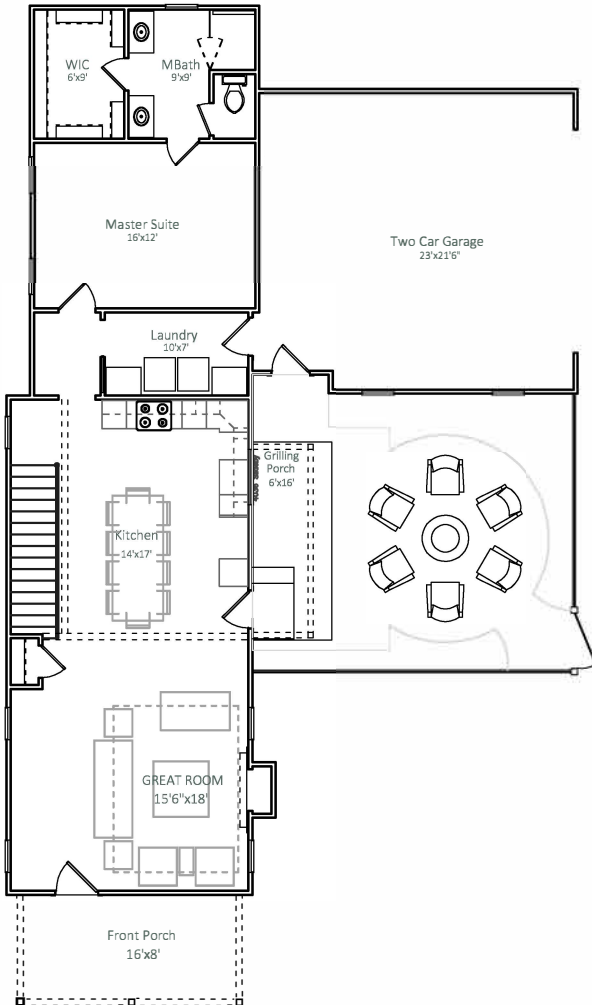 WIC
6'x9'
MBath
9'x9'
Master Suite
16'x12'
Two Car Garage
23'x21'6"
Laundry
10'x7'
Grilling
Porch
6'x16'
Kitchen
14'x17'
GREAT ROOM
15'6"x18'
Front Porch
16'x8'